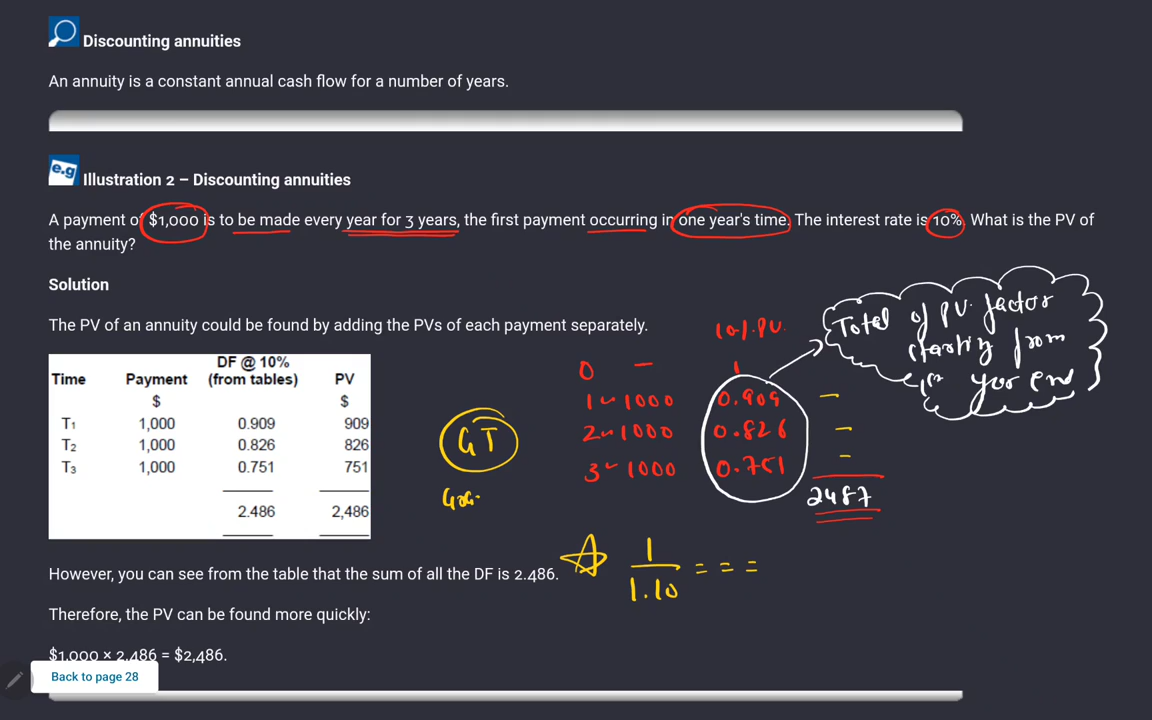 Discounting annuities
An annuity is a constant annual cash flow for a number of years.
e.g Illustration 2 – Discounting annuities
A payment of $1,000 is to be made every year for 3 years, the first payment occurring in one year's time. The interest rate is 10%. What is the PV of
the annuity?
Solution
The PV of an annuity could be found by adding the PVs of each payment separately.
DF @ 10%
Time Payment (from tables) PV
$ $
T1 1,000 0.909 909
T2 1,000 0.826 826
T3 1,000 0.751 751
2.486 2,486
10% PV.
0 – 1
1 1000 0.909 –
2 1000 0.826 –
3 1000 0.751 –
2487
Total of PV. factor
starting from
year end
GT
1
1.10 = = =
However, you can see from the table that the sum of all the DF is 2.486.
Therefore, the PV can be found more quickly:
$1,000 × 2,486 = $2,486.
Back to page 28